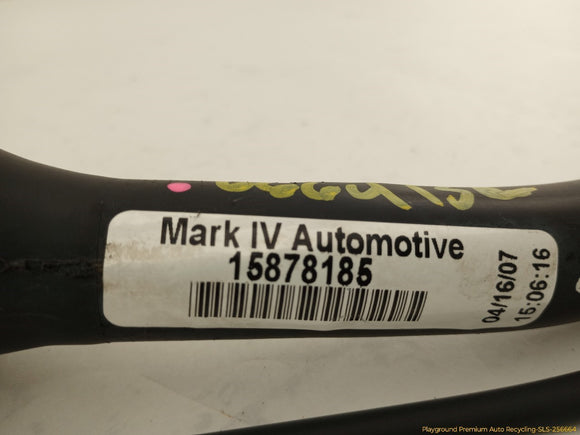 Mark IV Automotive
15878185
04/16/07
15:06:16
Playground Premium Auto Recycling-SLS-256664